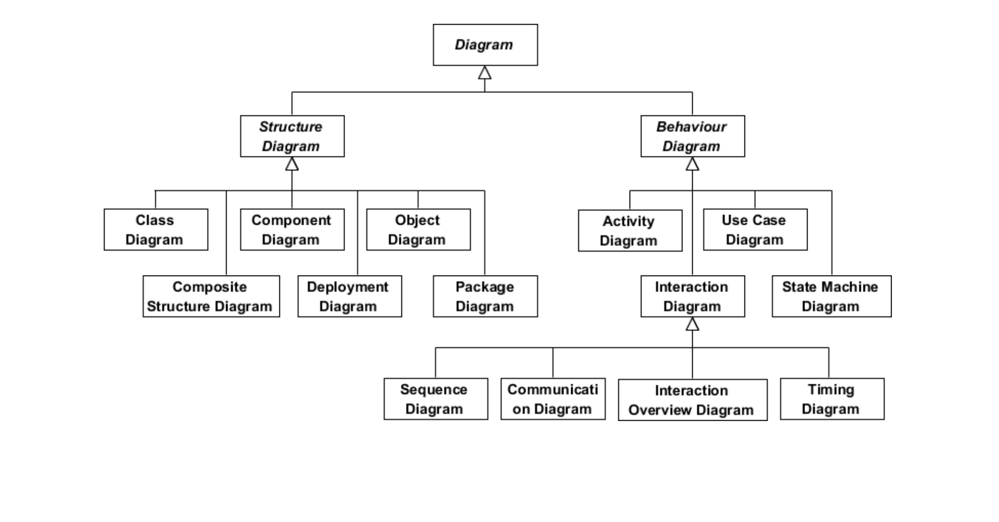 Diagram
Structure
Diagram
Behaviour
Diagram
Class
Diagram
Component
Diagram
Object
Diagram
Activity
Diagram
Use Case
Diagram
Composite
Structure Diagram
Deployment
Diagram
Package
Diagram
Interaction
Diagram
State Machine
Diagram
Sequence
Diagram
Communicati
on Diagram
Interaction
Overview Diagram
Timing
Diagram